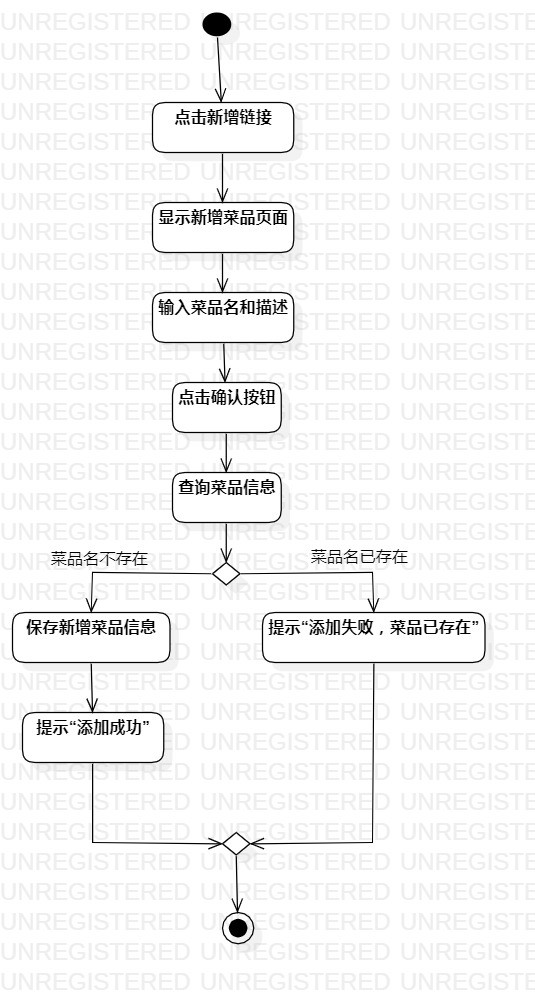 点击新增链接
显示新增菜品页面
输入菜品名和描述
点击确认按钮
查询菜品信息
菜品名不存在
菜品名已存在
保存新增菜品信息
提示“添加失败，菜品已存在”
提示“添加成功”
UNREGISTERED